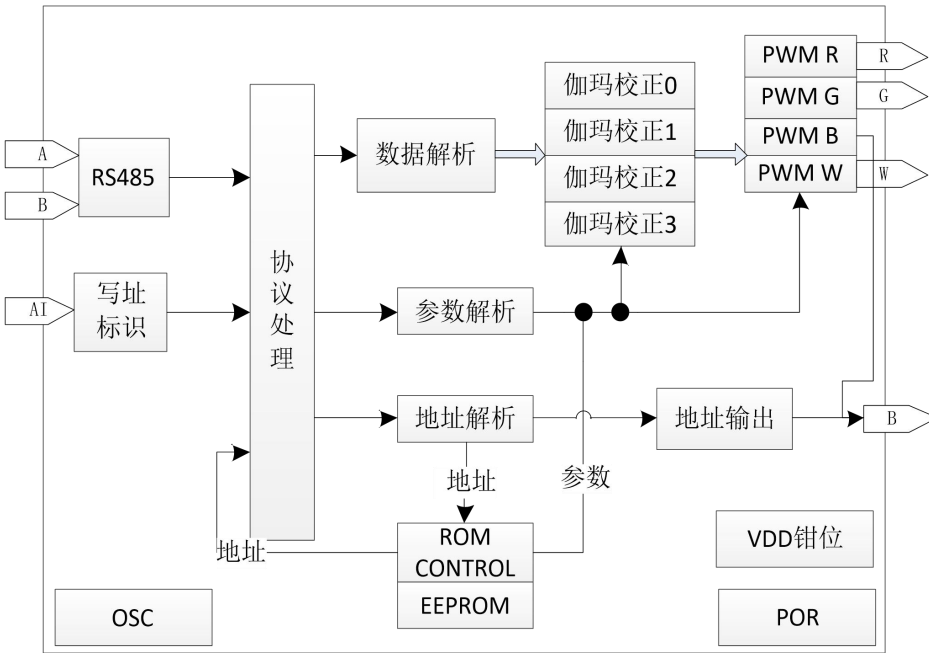 A
B
AI
RS485
写址
标识
协
议
处
理
数据解析
参数解析
地址解析
地址
地址
ROM
CONTROL
EEPROM
参数
伽玛校正0
伽玛校正1
伽玛校正2
伽玛校正3
PWM R
PWM G
PWM B
PWM W
R
G
W
地址输出
B
VDD钳位
OSC
POR